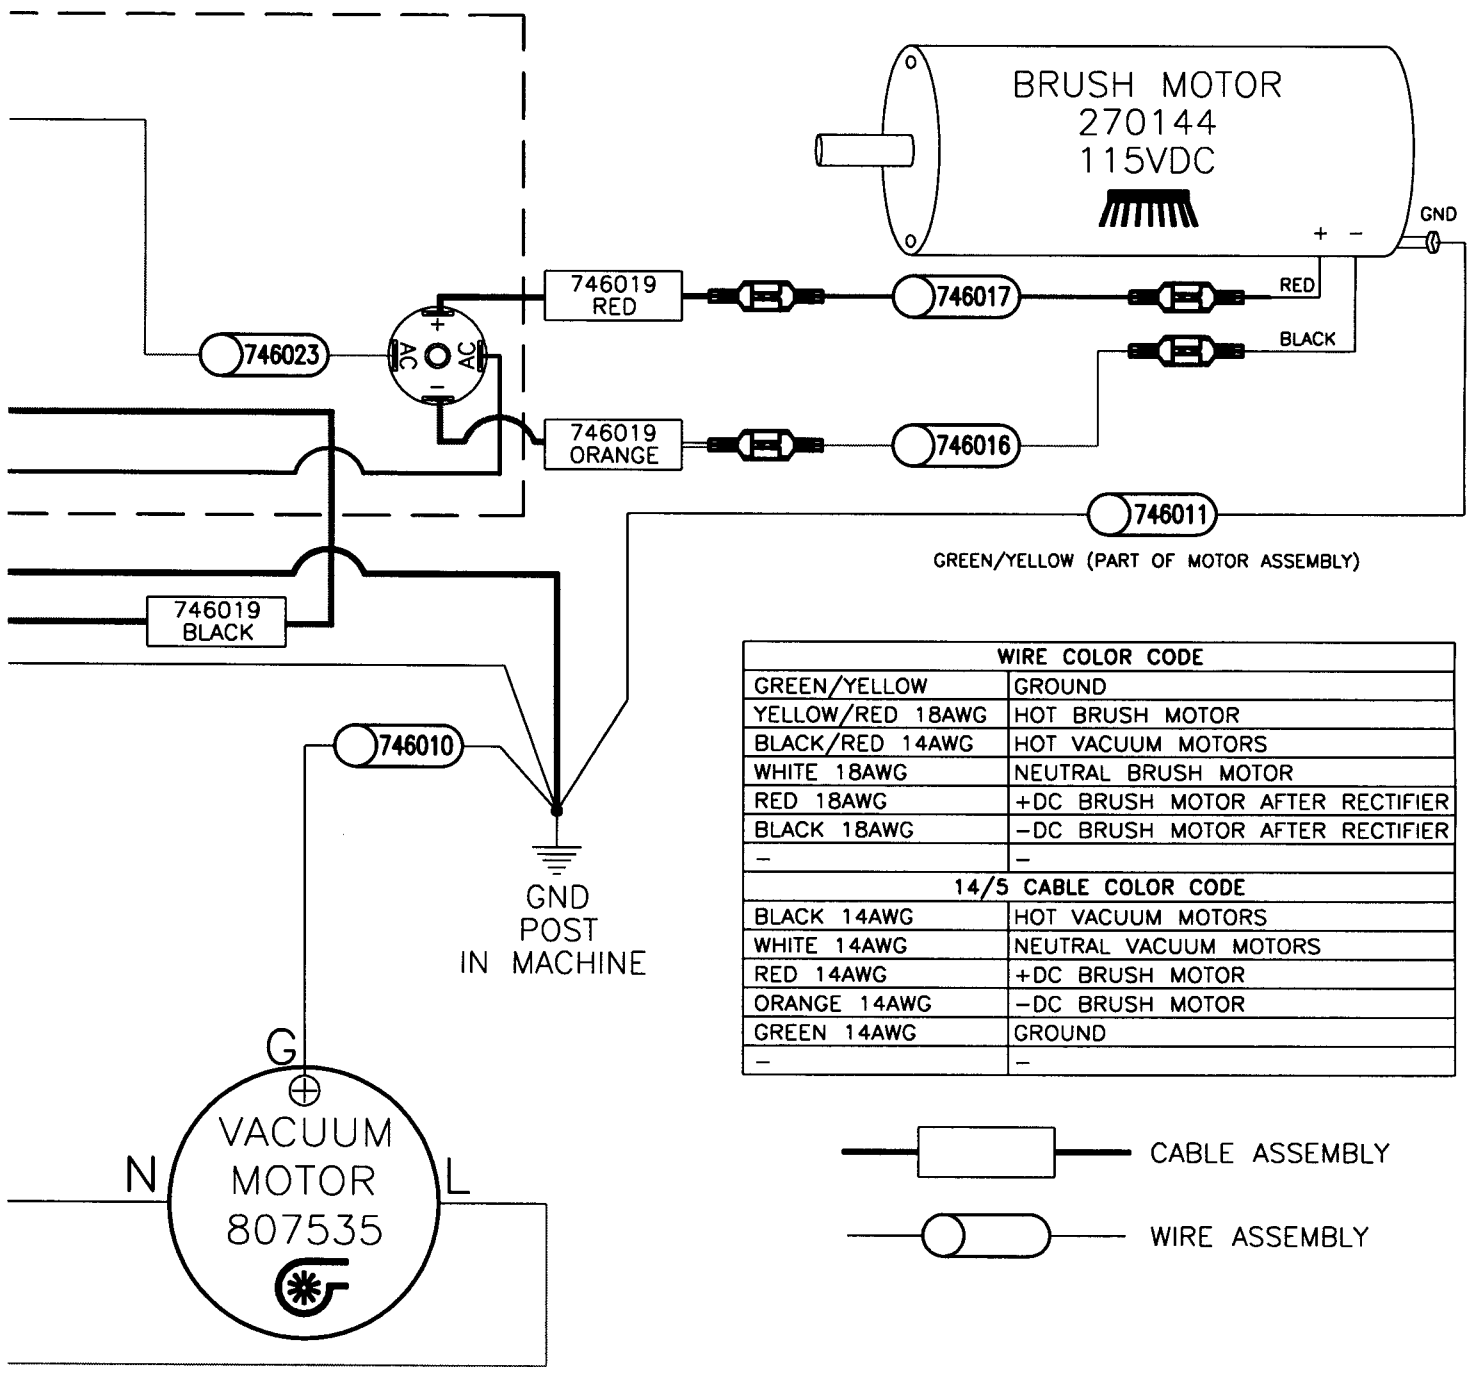 BRUSH MOTOR
270144
115VDC
GND
+ −
RED
BLACK
746019
RED
746017
+
AC
AC
−
746023
746019
ORANGE
746016
746011
GREEN/YELLOW (PART OF MOTOR ASSEMBLY)
746019
BLACK
746010
GND
POST
IN MACHINE
WIRE COLOR CODE
GREEN/YELLOW GROUND
YELLOW/RED 18AWG HOT BRUSH MOTOR
BLACK/RED 14AWG HOT VACUUM MOTORS
WHITE 18AWG NEUTRAL BRUSH MOTOR
RED 18AWG +DC BRUSH MOTOR AFTER RECTIFIER
BLACK 18AWG −DC BRUSH MOTOR AFTER RECTIFIER
− −
14/5 CABLE COLOR CODE
BLACK 14AWG HOT VACUUM MOTORS
WHITE 14AWG NEUTRAL VACUUM MOTORS
RED 14AWG +DC BRUSH MOTOR
ORANGE 14AWG −DC BRUSH MOTOR
GREEN 14AWG GROUND
− −
G
N
L
VACUUM
MOTOR
807535
CABLE ASSEMBLY
WIRE ASSEMBLY